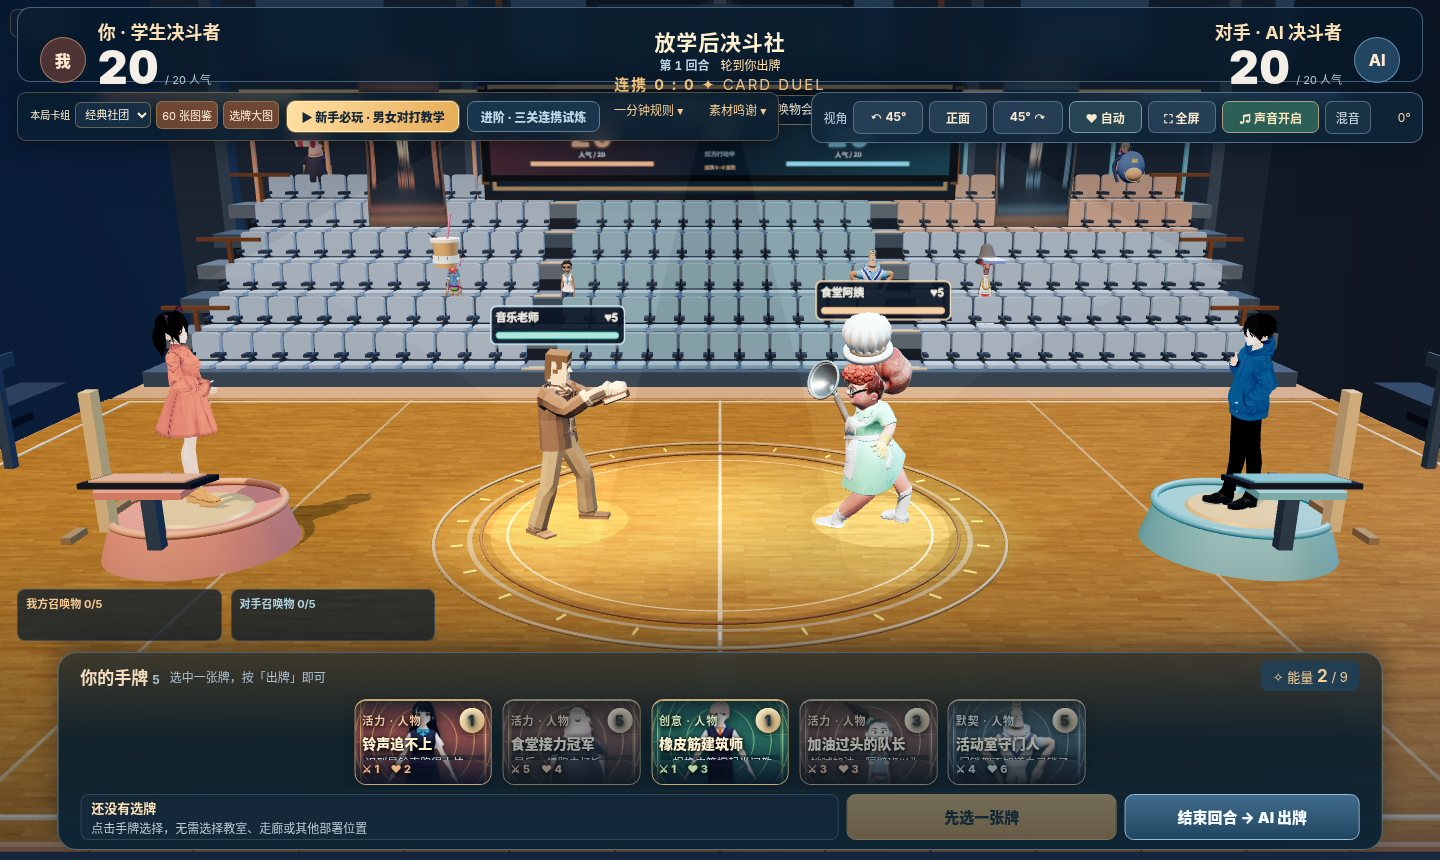 我
你 · 学生决斗者
20 / 20 人气
放学后决斗社
第 1 回合 轮到你出牌
连携 0 : 0 ✦ CARD DUEL
对手 · AI 决斗者
20 / 20 人气
AI
本局卡组 经典社团 60 张图鉴 选牌大图 ▶ 新手必玩 · 男女对打教学 进阶 · 三关连携试炼 一分钟规则 ▾ 素材鸣谢 ▾ 唤物会
视角 ↶ 45° 正面 45° ↷ ♥ 自动 ⛶ 全屏 ♫ 声音开启 混音 0°
人气 / 20
人气 / 20
食堂阿姨 ♥5
音乐老师 ♥5
我方召唤物 0/5
对手召唤物 0/5
你的手牌 5 选中一张牌，按「出牌」即可
✧ 能量 2 / 9
活力 · 人物 1
铃声追不上
⚔ 1 ♥ 2
活力 · 人物 5
食堂接力冠军
⚔ 5 ♥ 4
创意 · 人物 1
橡皮筋建筑师
⚔ 1 ♥ 3
活力 · 人物 3
加油过头的队长
⚔ 3 ♥ 3
默契 · 人物 5
活动室守门人
⚔ 4 ♥ 6
还没有选牌
点击手牌选择，无需选择教室、走廊或其他部署位置
先选一张牌
结束回合 → AI 出牌